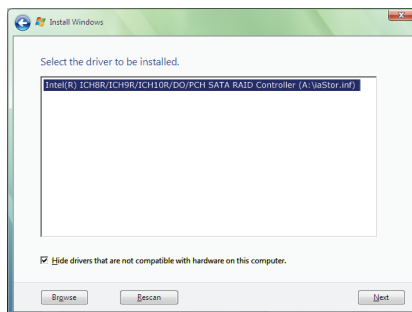 Install Windows
Select the driver to be installed.
Intel(R) ICH8R/ICH9R/ICH10R/DO/PCH SATA RAID Controller (A:\iaStor.inf)
Hide drivers that are not compatible with hardware on this computer.
Browse Rescan Next